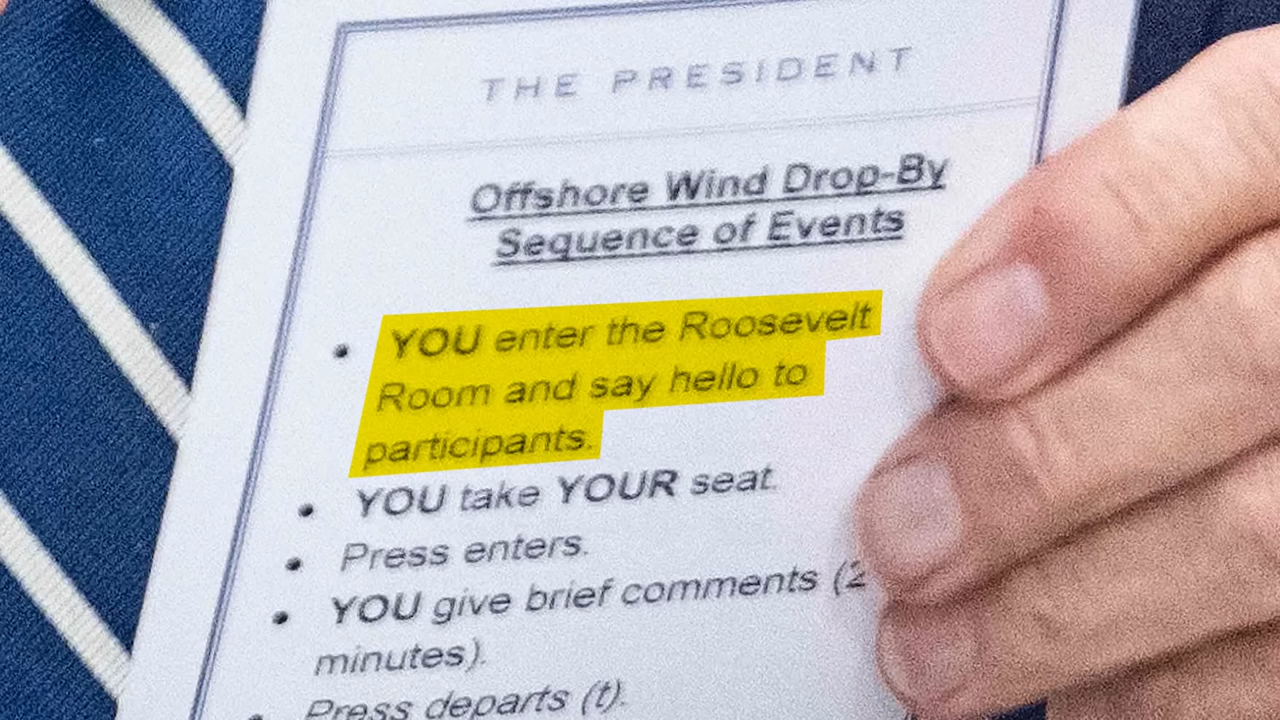 THE PRESIDENT
Offshore Wind Drop-By
Sequence of Events
• YOU enter the Roosevelt
Room and say hello to
participants.
• YOU take YOUR seat.
• Press enters.
• YOU give brief comments (2
minutes).
• Press departs (t).